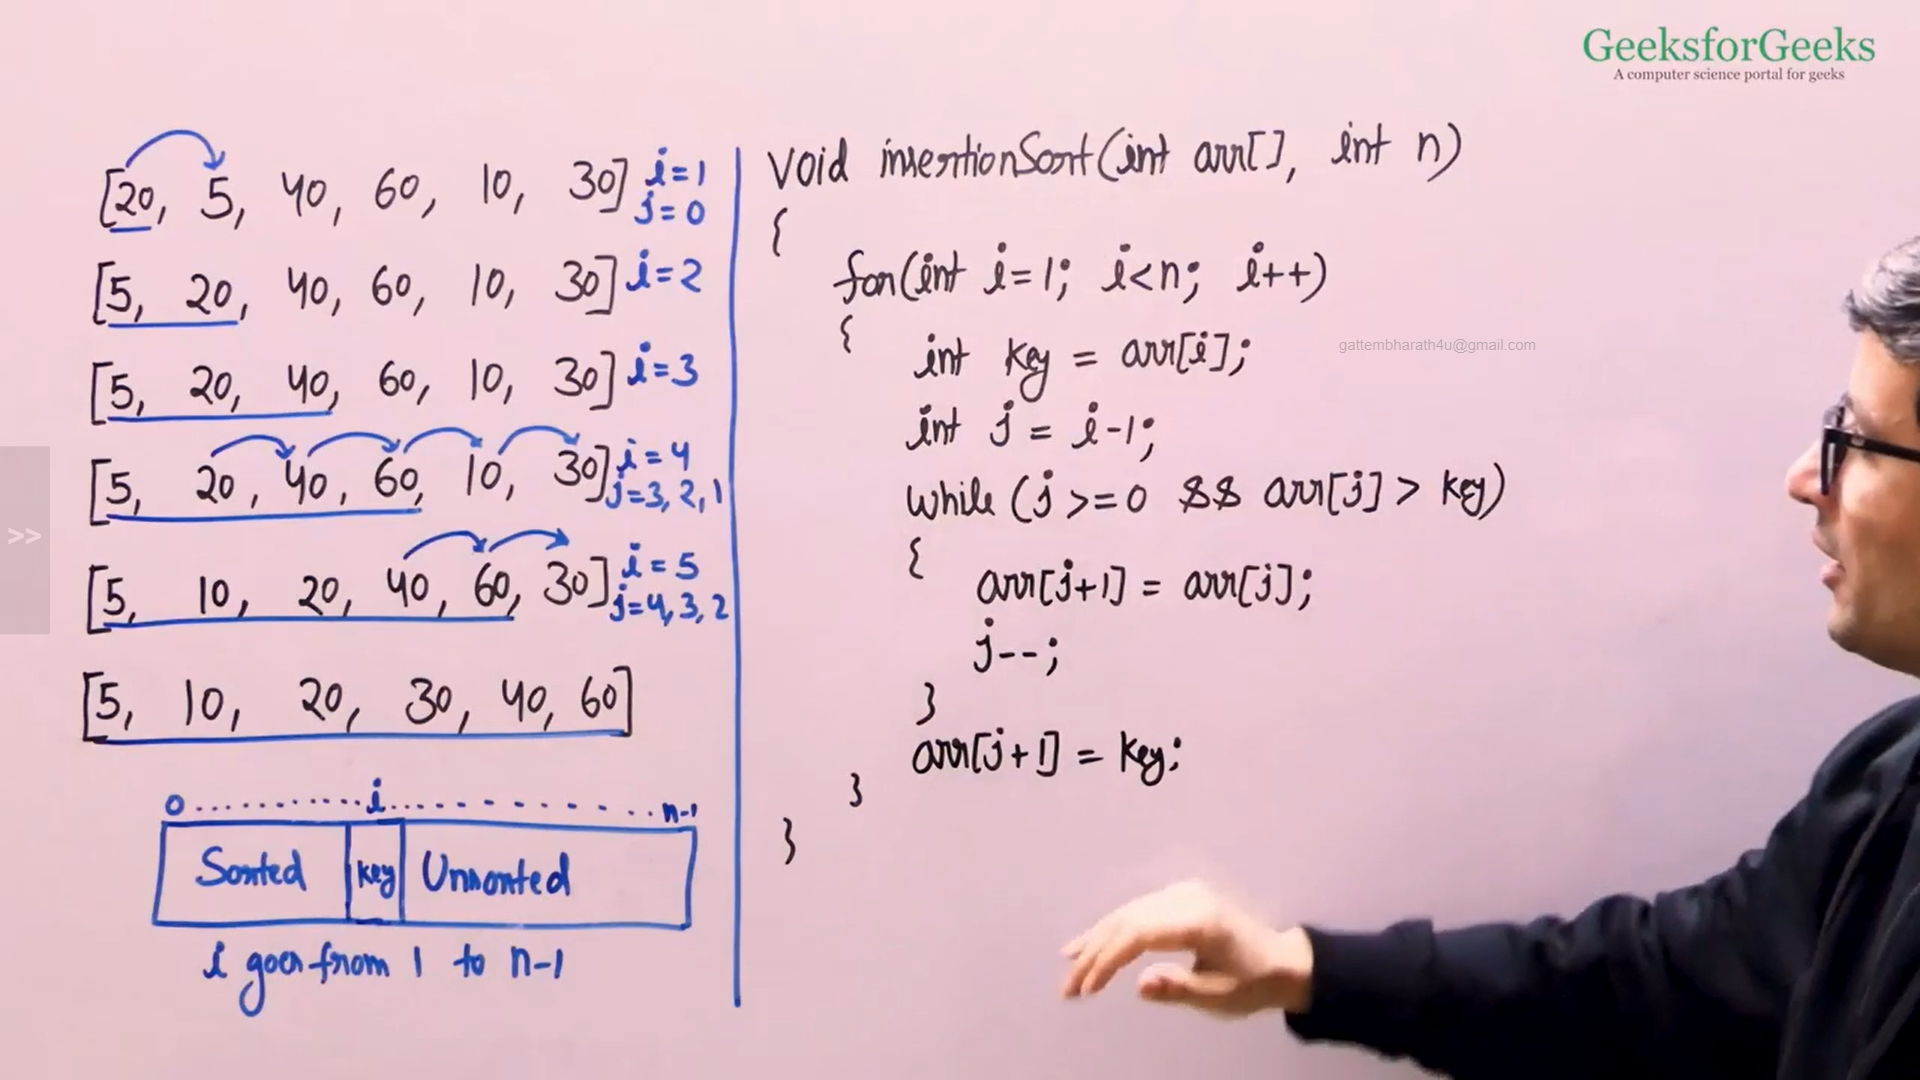 GeeksforGeeks
A computer science portal for geeks
[20, 5, 40, 60, 10, 30] i=1
j=0
[5, 20, 40, 60, 10, 30] i=2
[5, 20, 40, 60, 10, 30] i=3
[5, 20, 40, 60, 10, 30] i=4
j=3, 2, 1
[5, 10, 20, 40, 60, 30] i=5
j=4, 3, 2
[5, 10, 20, 30, 40, 60]
0 .......... i .......... n-1
Sorted key Unsorted
i goes from 1 to n-1
void insertionSort(int arr[], int n)
{
for(int i=1; i<n; i++)
{
int key = arr[i];
int j = i-1;
while (j >=0 && arr[j] > key)
{
arr[j+1] = arr[j];
j--;
}
arr[j+1] = key;
}
}
gattembharath4u@gmail.com
>>